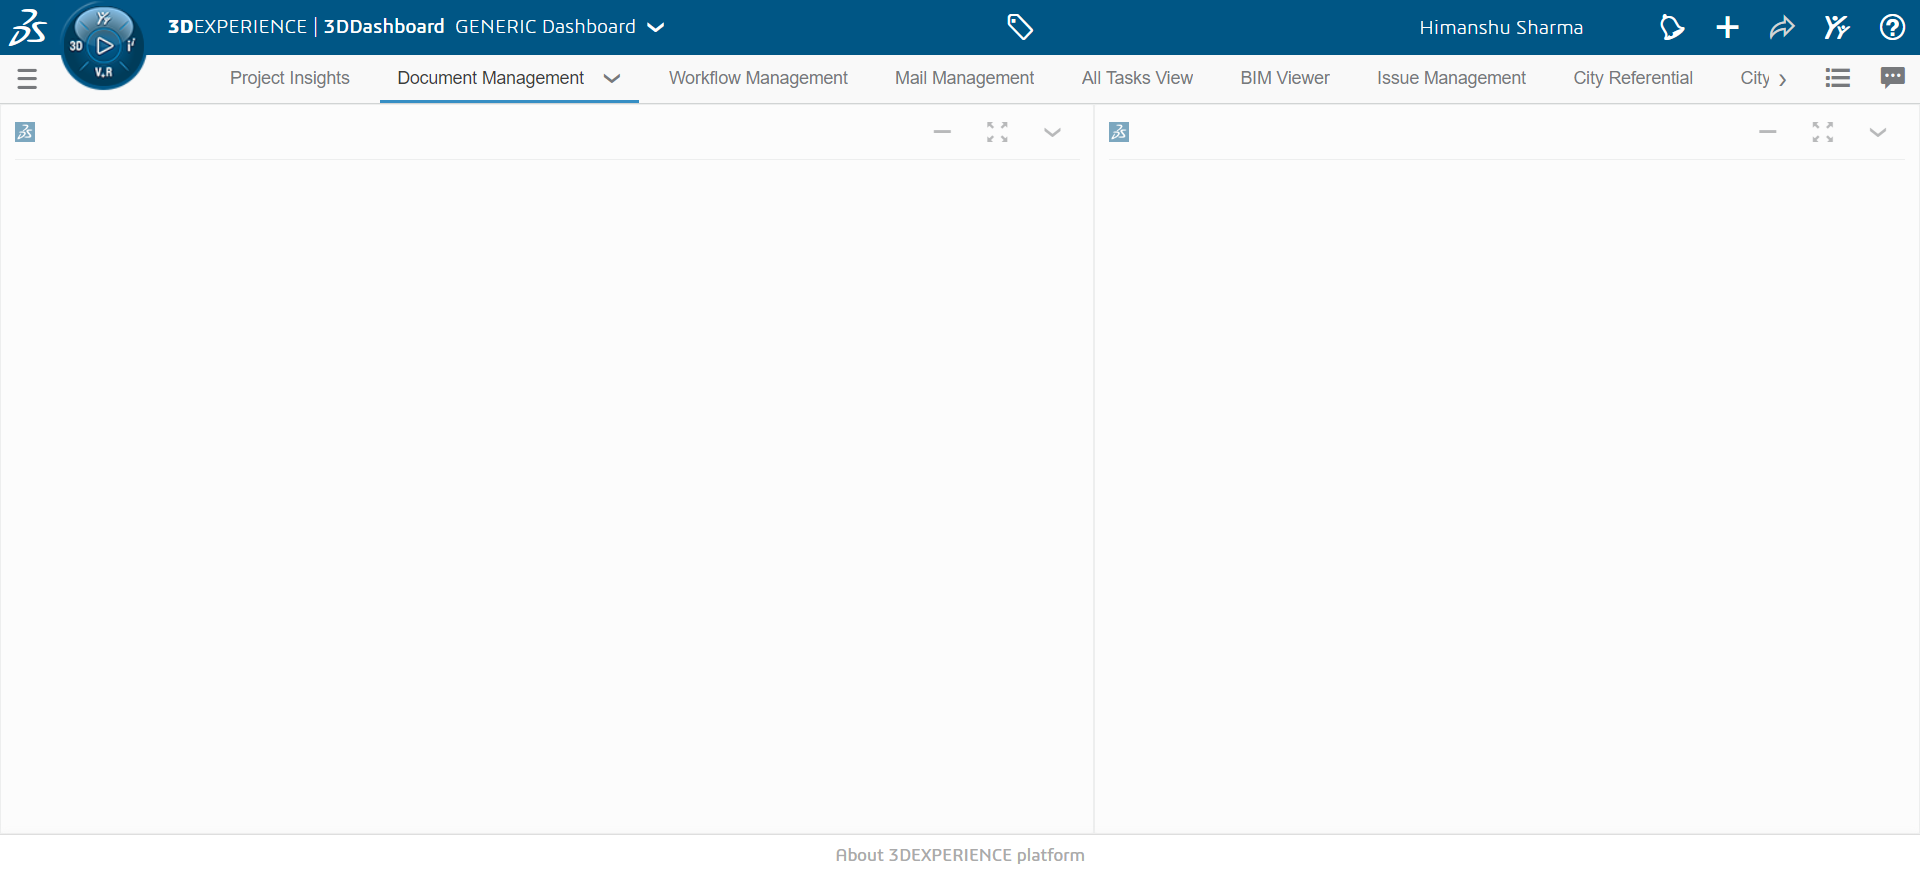 3DEXPERIENCE | 3DDashboard GENERIC Dashboard
Himanshu Sharma
3D
V.R
Project Insights
Document Management
Workflow Management
Mail Management
All Tasks View
BIM Viewer
Issue Management
City Referential
City
About 3DEXPERIENCE platform